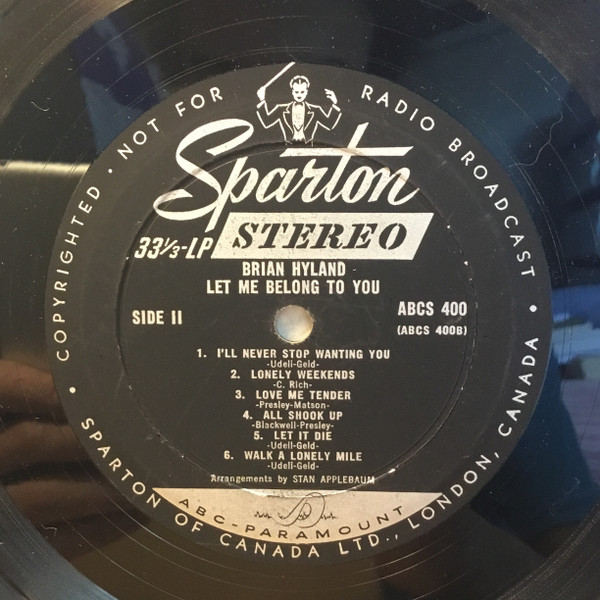 COPYRIGHTED · NOT FOR RADIO BROADCAST ·
Sparton
33⅓-LP STEREO
BRIAN HYLAND
LET ME BELONG TO YOU
SIDE II
ABCS 400
(ABCS 400B)
1. I'LL NEVER STOP WANTING YOU
-Udell-Geld-
2. LONELY WEEKENDS
-C. Rich-
3. LOVE ME TENDER
-Presley-Matson-
4. ALL SHOOK UP
-Blackwell-Presley-
5. LET IT DIE
-Udell-Geld-
6. WALK A LONELY MILE
-Udell-Geld-
Arrangements by STAN APPLEBAUM
ABC-PARAMOUNT
· SPARTON OF CANADA LTD., LONDON, CANADA